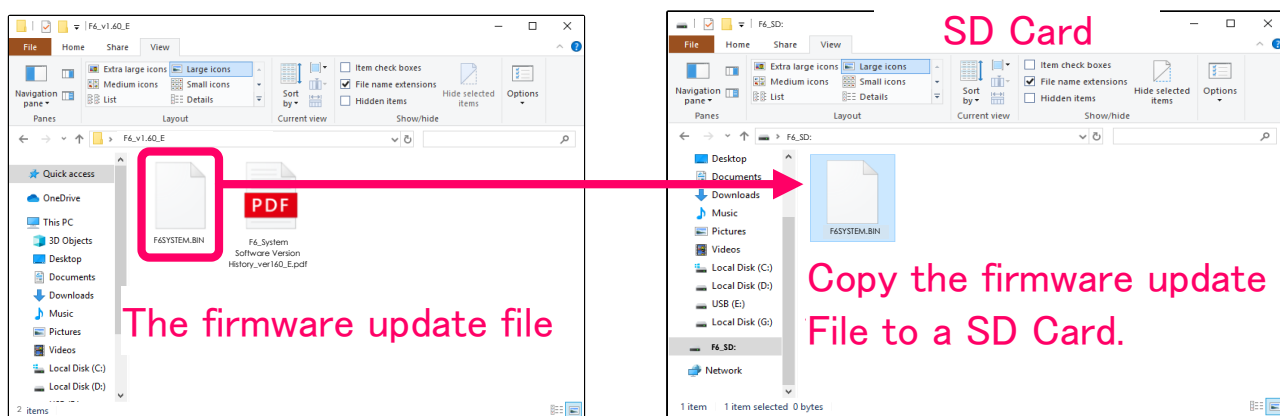 F6_v1.60_E
File Home Share View
Navigation pane
Extra large icons Large icons
Medium icons Small icons
List Details
Sort by
Item check boxes
File name extensions
Hidden items
Hide selected items
Options
Panes Layout Current view Show/hide
F6_v1.60_E
Quick access
OneDrive
This PC
3D Objects
Desktop
Documents
Downloads
Music
Pictures
Videos
Local Disk (C:)
Local Disk (D:)
F6SYSTEM.BIN
PDF
F6_System
Software Version
History_ver160_E.pdf
The firmware update file
2 items
F6_SD:
SD Card
File Home Share View
Navigation pane
Extra large icons Large icons
Medium icons Small icons
List Details
Sort by
Item check boxes
File name extensions
Hidden items
Hide selected items
Options
Panes Layout Current view Show/hide
F6_SD:
Desktop
Documents
Downloads
Music
Pictures
Videos
Local Disk (C:)
Local Disk (D:)
USB (E:)
Local Disk (G:)
F6_SD:
Network
F6SYSTEM.BIN
Copy the firmware update
File to a SD Card.
1 item 1 item selected 0 bytes